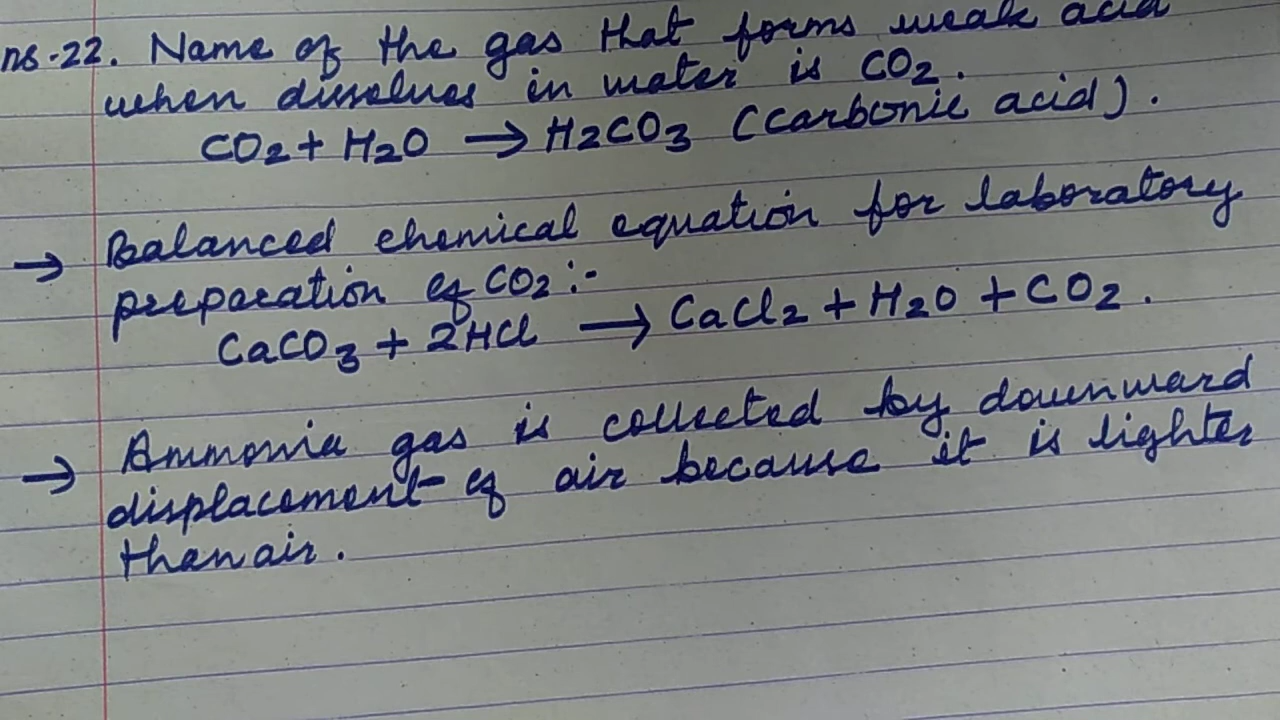 ns-22. Name of the gas that forms weak acid
when dissolves in water is CO2.
CO2 + H2O → H2CO3 (carbonic acid).
→ Balanced chemical equation for laboratory
preparation of CO2:-
CaCO3 + 2HCl → CaCl2 + H2O + CO2.
→ Ammonia gas is collected by downward
displacement of air because it is lighter
than air.